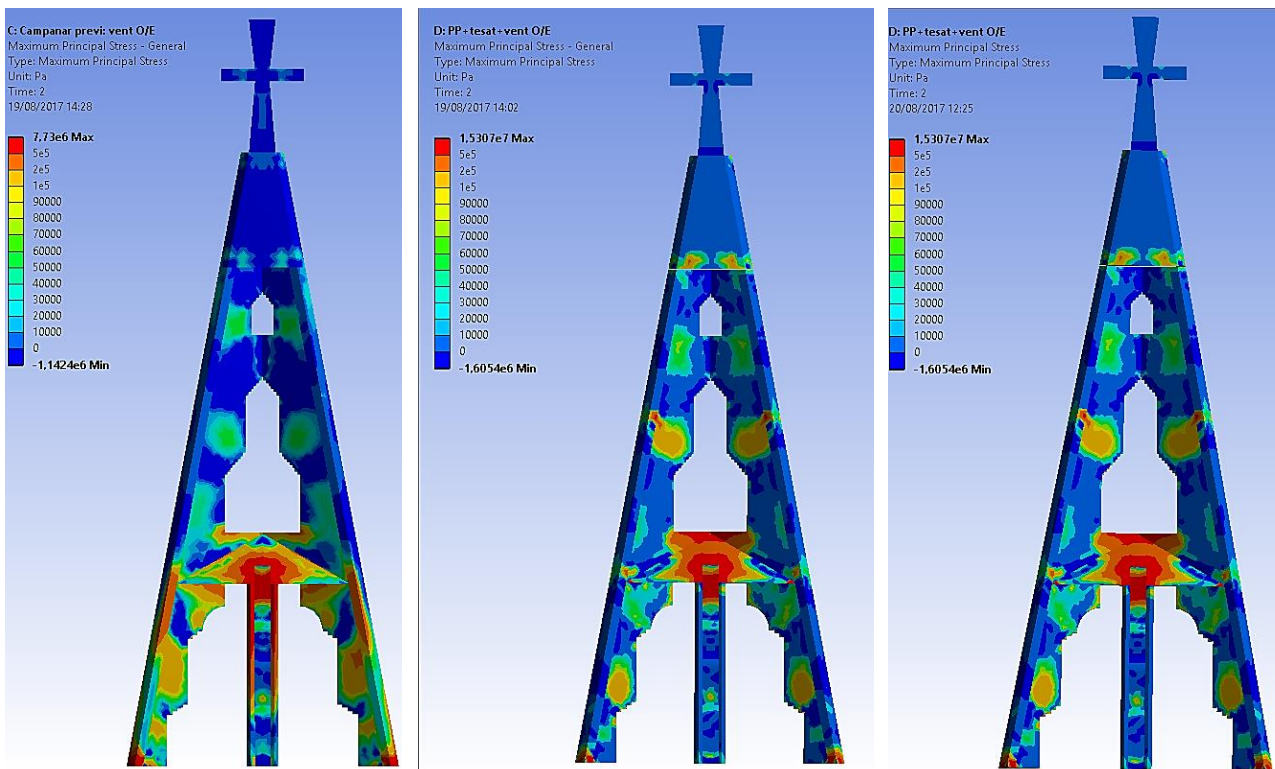 C: Campanar previ: vent O/E
Maximum Principal Stress - General
Type: Maximum Principal Stress
Unit: Pa
Time: 2
19/08/2017 14:28
7.73e6 Max
5e5
2e5
1e5
90000
80000
70000
60000
50000
40000
30000
20000
10000
0
-1,1424e6 Min
D: PP+tesat+vent O/E
Maximum Principal Stress - General
Type: Maximum Principal Stress
Unit: Pa
Time: 2
19/08/2017 14:02
1,5307e7 Max
5e5
2e5
1e5
90000
80000
70000
60000
50000
40000
30000
20000
10000
0
-1,6054e6 Min
D: PP+tesat+vent O/E
Maximum Principal Stress
Type: Maximum Principal Stress
Unit: Pa
Time: 2
20/08/2017 12:25
1,5307e7 Max
5e5
2e5
1e5
90000
80000
70000
60000
50000
40000
30000
20000
10000
0
-1,6054e6 Min